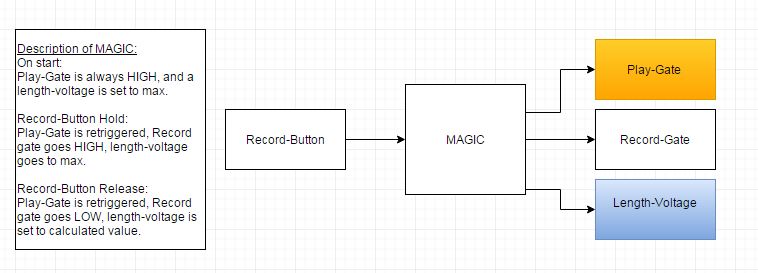 Description of MAGIC:
On start:
Play-Gate is always HIGH, and a
length-voltage is set to max.
Record-Button Hold:
Play-Gate is retriggered, Record
gate goes HIGH, length-voltage
goes to max.
Record-Button Release:
Play-Gate is retriggered, Record
gate goes LOW, length-voltage is
set to calculated value.
Record-Button
MAGIC
Play-Gate
Record-Gate
Length-Voltage